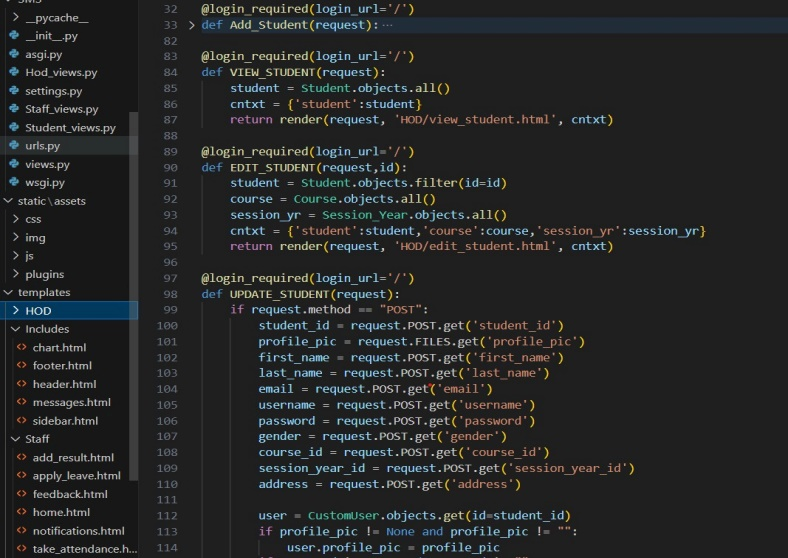 SMS
__pycache__
__init__.py
asgi.py
Hod_views.py
settings.py
Staff_views.py
Student_views.py
urls.py
views.py
wsgi.py
static\assets
css
img
js
plugins
templates
HOD
Includes
chart.html
footer.html
header.html
messages.html
sidebar.html
Staff
add_result.html
apply_leave.html
feedback.html
home.html
notifications.html
take_attendance.h...
32 @login_required(login_url='/')
33 def Add_Student(request): ...
82
83 @login_required(login_url='/')
84 def VIEW_STUDENT(request):
85 student = Student.objects.all()
86 cntxt = {'student':student}
87 return render(request, 'HOD/view_student.html', cntxt)
88
89 @login_required(login_url='/')
90 def EDIT_STUDENT(request,id):
91 student = Student.objects.filter(id=id)
92 course = Course.objects.all()
93 session_yr = Session_Year.objects.all()
94 cntxt = {'student':student,'course':course,'session_yr':session_yr}
95 return render(request, 'HOD/edit_student.html', cntxt)
96
97 @login_required(login_url='/')
98 def UPDATE_STUDENT(request):
99 if request.method == "POST":
100 student_id = request.POST.get('student_id')
101 profile_pic = request.FILES.get('profile_pic')
102 first_name = request.POST.get('first_name')
103 last_name = request.POST.get('last_name')
104 email = request.POST.get('email')
105 username = request.POST.get('username')
106 password = request.POST.get('password')
107 gender = request.POST.get('gender')
108 course_id = request.POST.get('course_id')
109 session_year_id = request.POST.get('session_year_id')
110 address = request.POST.get('address')
111
112 user = CustomUser.objects.get(id=student_id)
113 if profile_pic != None and profile_pic != "":
114 user.profile_pic = profile_pic